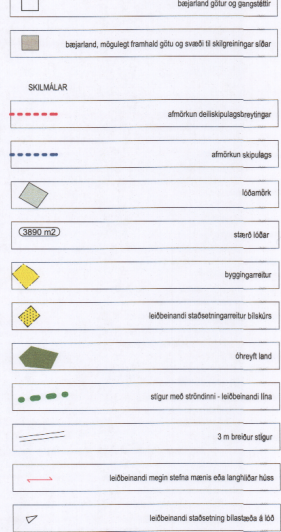 bæjarland götur og gangstéttir
bæjarland, mögulegt framhald götu og svæði til skilgreiningar síðar
SKILMÁLAR
afmörkun deiliskipulagsbreytingar
afmörkun skipulags
lóðamörk
3890 m2
stærð lóðar
byggingarreitur
leiðbeinandi staðsetningarreitur bílskúrs
óhreyft land
stígur með ströndinni - leiðbeinandi lína
3 m breiður stígur
leiðbeinandi megin stefna mænis eða langhliðar húss
leiðbeinandi staðsetning bílastæða á lóð